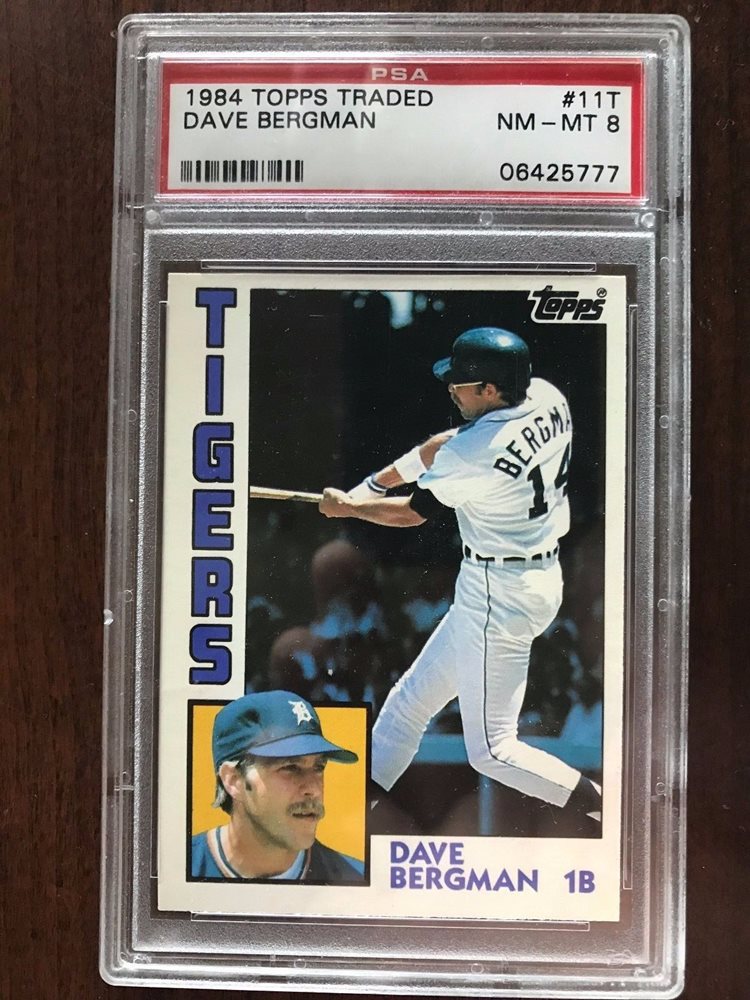 PSA
1984 TOPPS TRADED #11T
DAVE BERGMAN NM – MT 8
06425777
TIGERS
TOPPS
BERGMA
14
D
DAVE
BERGMAN 1B